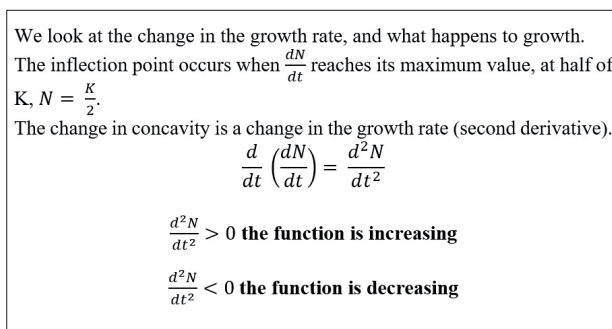 We look at the change in the growth rate, and what happens to growth.
The inflection point occurs when dN/dt reaches its maximum value, at half of
K, N = K/2.
The change in concavity is a change in the growth rate (second derivative).
d/dt (dN/dt) = d²N/dt²
d²N/dt² > 0 the function is increasing
d²N/dt² < 0 the function is decreasing